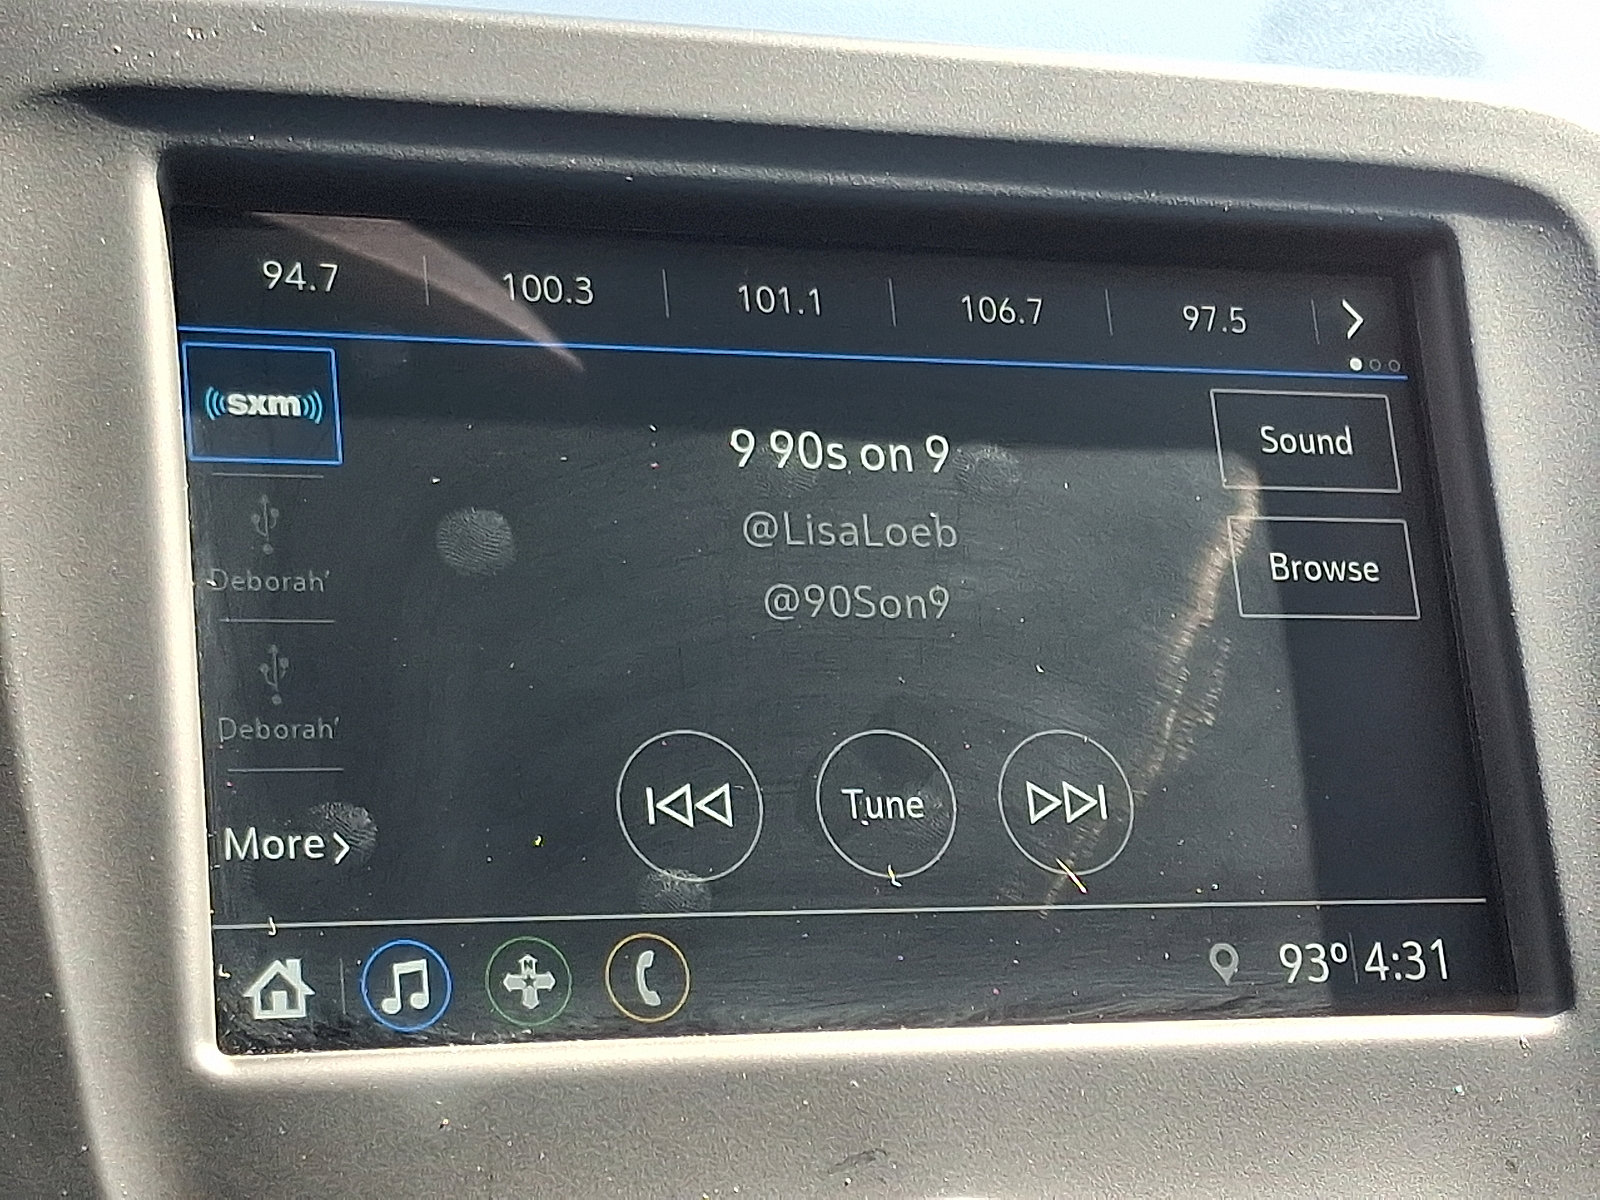 94.7 100.3 101.1 106.7 97.5
sxm
9 90s on 9
Sound
@LisaLoeb
Browse
Deborah'
@90Son9
Deborah'
More
Tune
N
93° 4:31